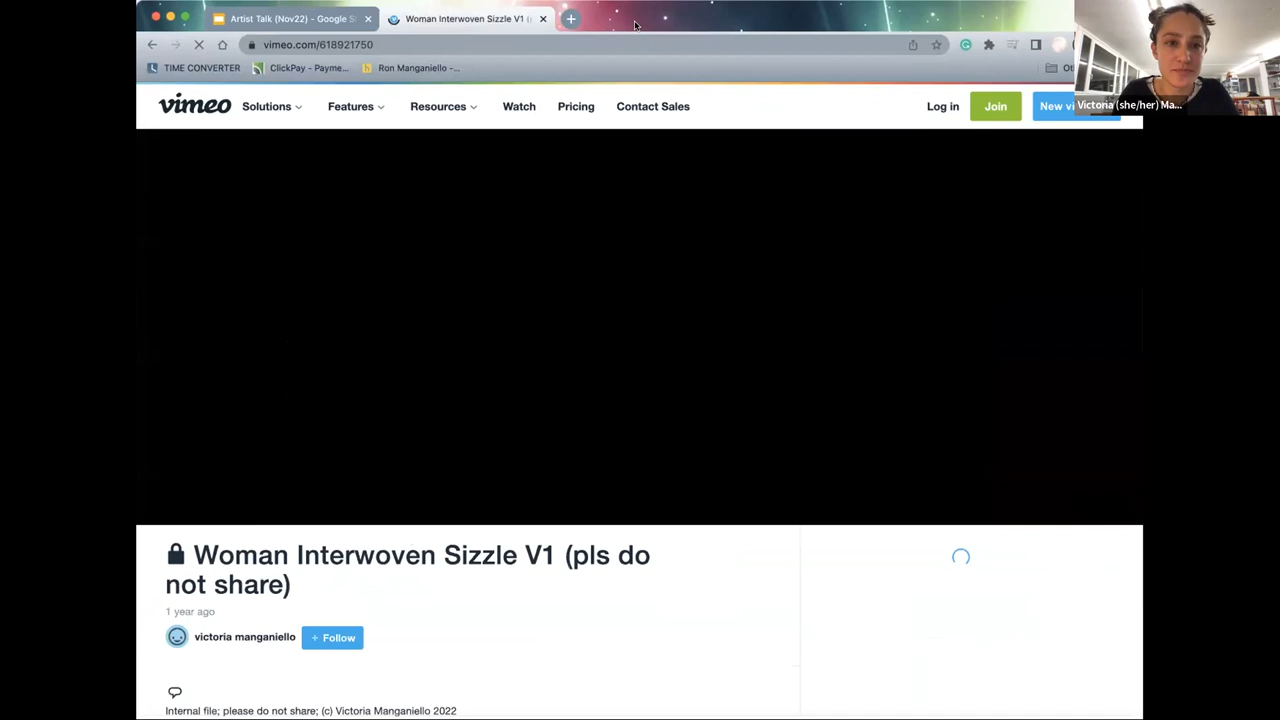 Artist Talk (Nov22) - Google S
Woman Interwoven Sizzle V1 (
vimeo.com/618921750
TIME CONVERTER
ClickPay - Payme...
Ron Manganiello -...
vimeo
Solutions
Features
Resources
Watch
Pricing
Contact Sales
Log in
Join
New
Victoria (she/her) Ma...
Woman Interwoven Sizzle V1 (pls do
not share)
1 year ago
victoria manganiello
+ Follow
Internal file; please do not share; (c) Victoria Manganiello 2022